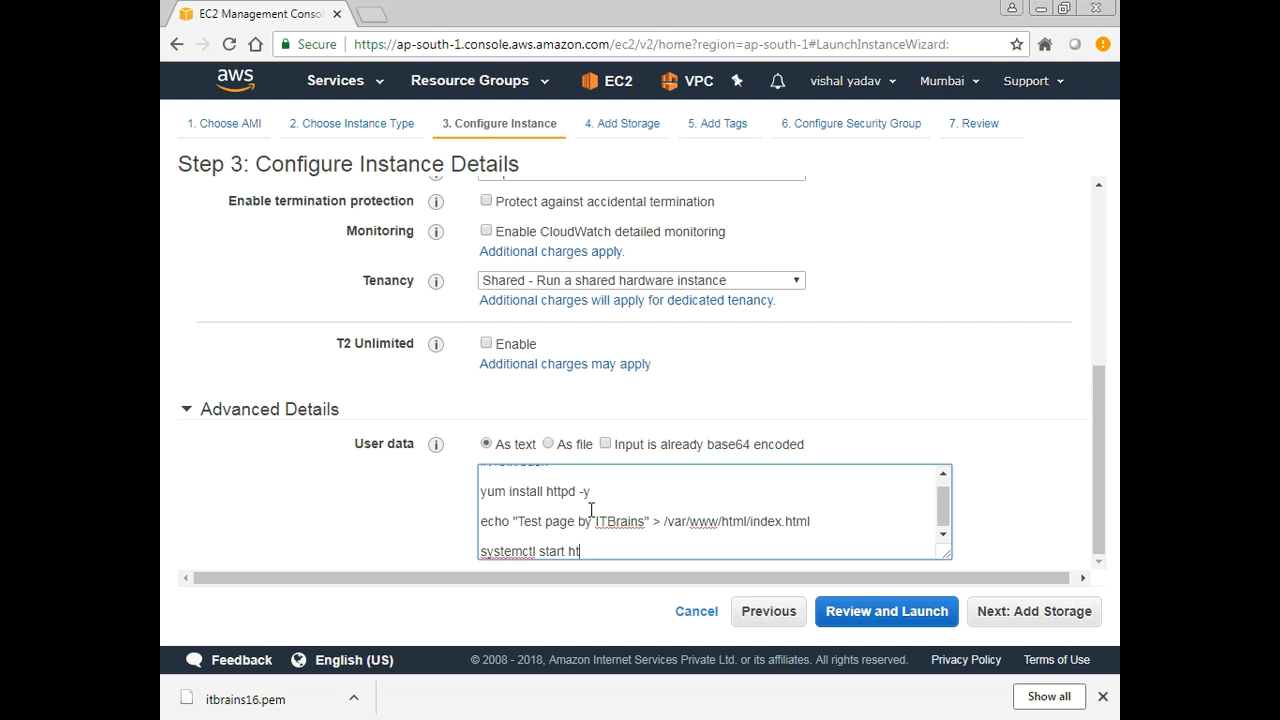 EC2 Management Conso
Secure
https://ap-south-1.console.aws.amazon.com/ec2/v2/home?region=ap-south-1#LaunchInstanceWizard:
aws
Services
Resource Groups
EC2
VPC
vishal yadav
Mumbai
Support
1. Choose AMI
2. Choose Instance Type
3. Configure Instance
4. Add Storage
5. Add Tags
6. Configure Security Group
7. Review
Step 3: Configure Instance Details
Enable termination protection
Protect against accidental termination
Monitoring
Enable CloudWatch detailed monitoring
Additional charges apply.
Tenancy
Shared - Run a shared hardware instance
Additional charges will apply for dedicated tenancy.
T2 Unlimited
Enable
Additional charges may apply
Advanced Details
User data
As text
As file
Input is already base64 encoded
yum install httpd -y
echo "Test page by ITBrains" > /var/www/html/index.html
systemctl start ht
Cancel
Previous
Review and Launch
Next: Add Storage
Feedback
English (US)
© 2008 - 2018, Amazon Internet Services Private Ltd. or its affiliates. All rights reserved.
Privacy Policy
Terms of Use
itbrains16.pem
Show all